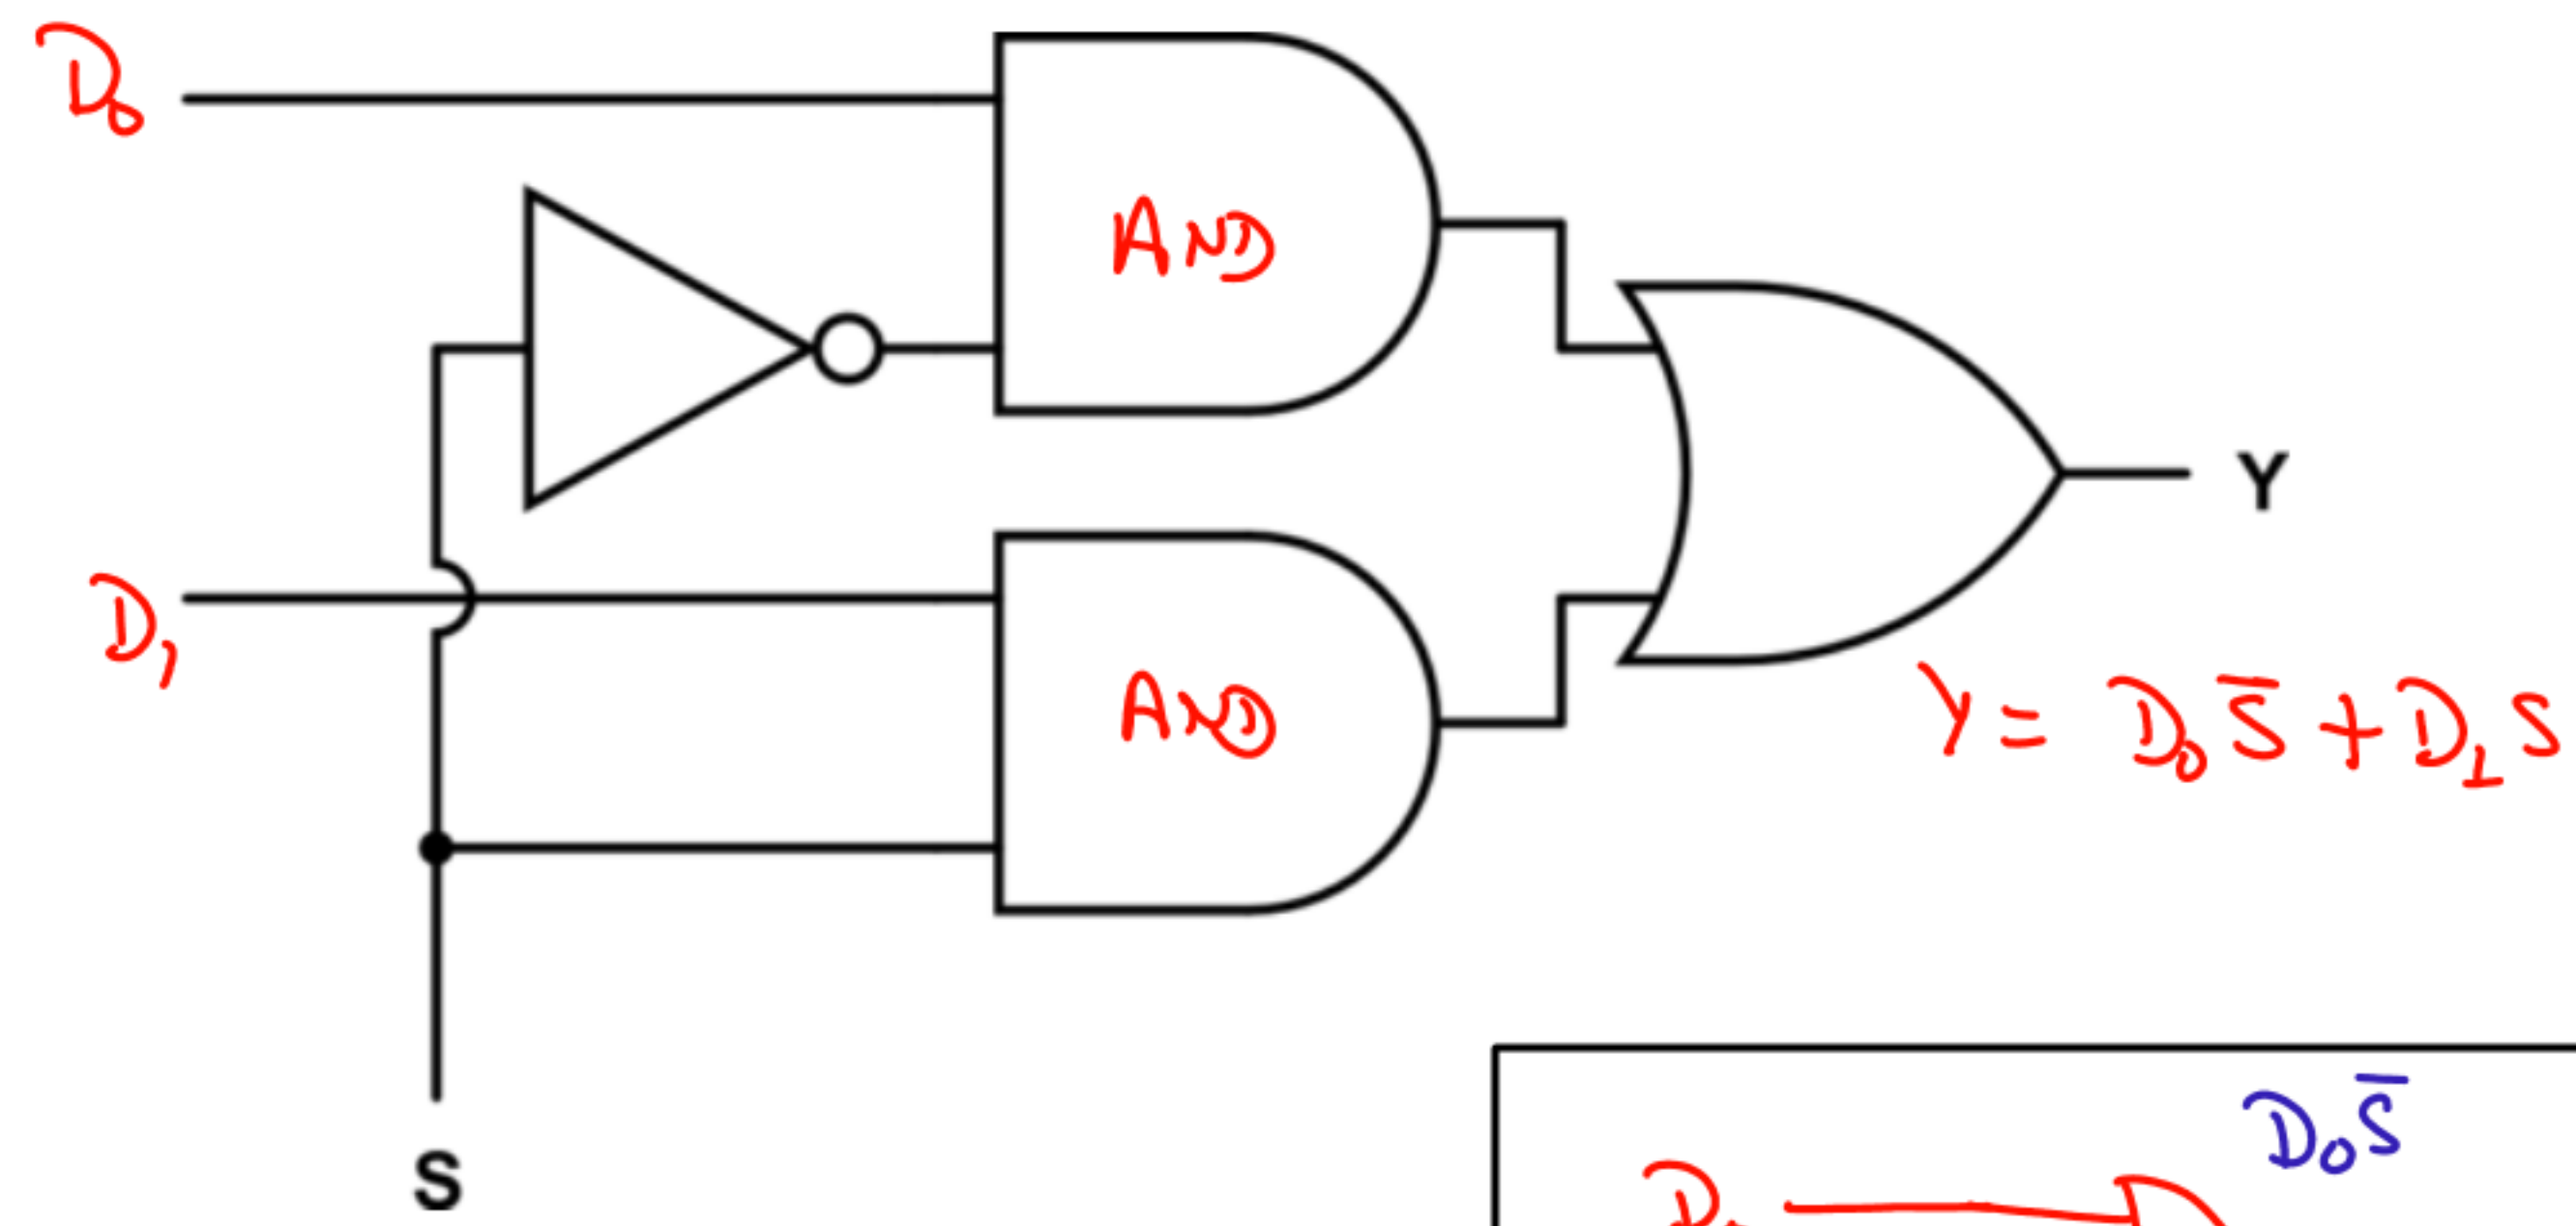 D₀
AND
Y
D₁
AND
Y = D₀S̅ + D₁S
S
D₀S̅